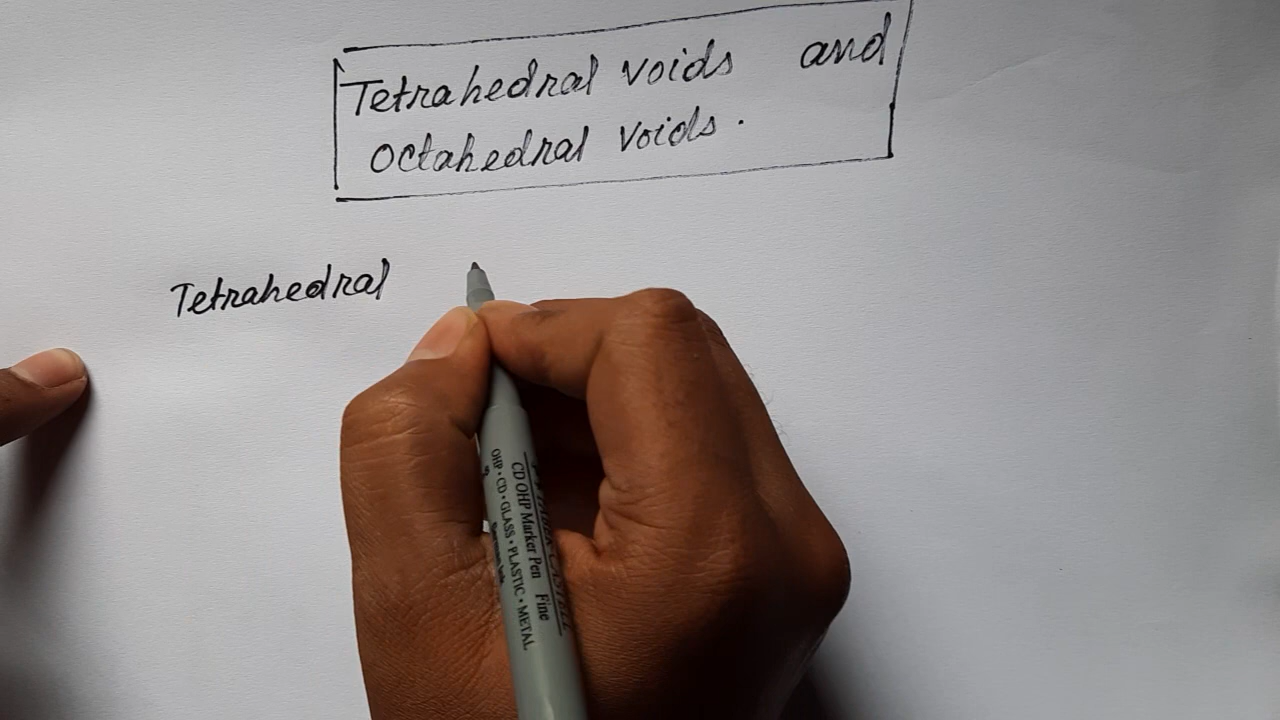 Tetrahedral voids and
Octahedral voids.
Tetrahedral
CD OHP Marker Pen Fine
OHP • CD • GLASS • PLASTIC • METAL